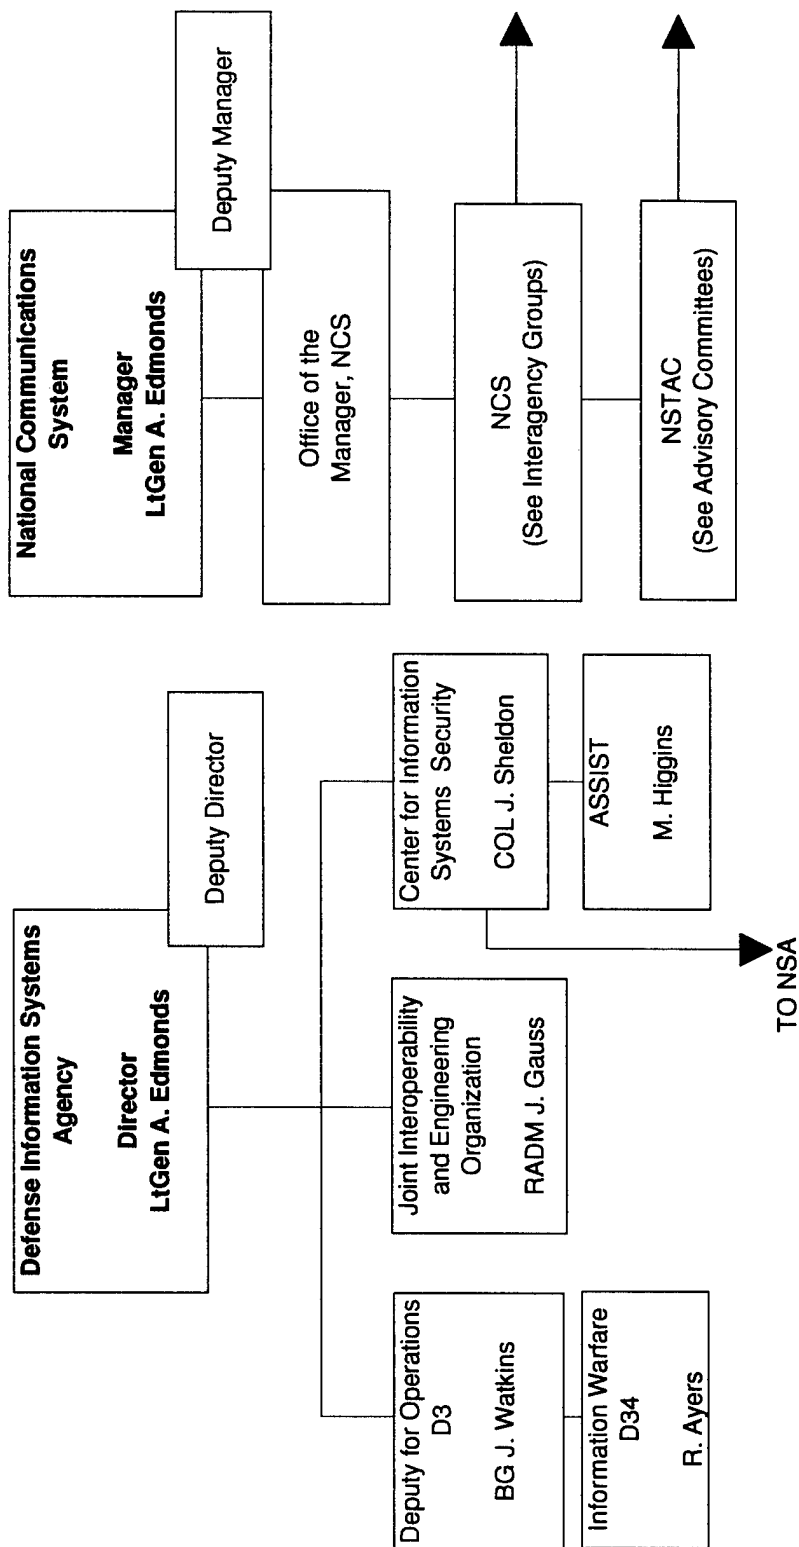 Defense Information Systems
Agency
Director
LtGen A. Edmonds
Deputy Director
Deputy for Operations
D3
BG J. Watkins
Information Warfare
D34
R. Ayers
Joint Interoperability
and Engineering
Organization
RADM J. Gauss
Center for Information
Systems Security
COL J. Sheldon
ASSIST
M. Higgins
TO NSA
National Communications
System
Manager
LtGen A. Edmonds
Deputy Manager
Office of the
Manager, NCS
NCS
(See Interagency Groups)
NSTAC
(See Advisory Committees)